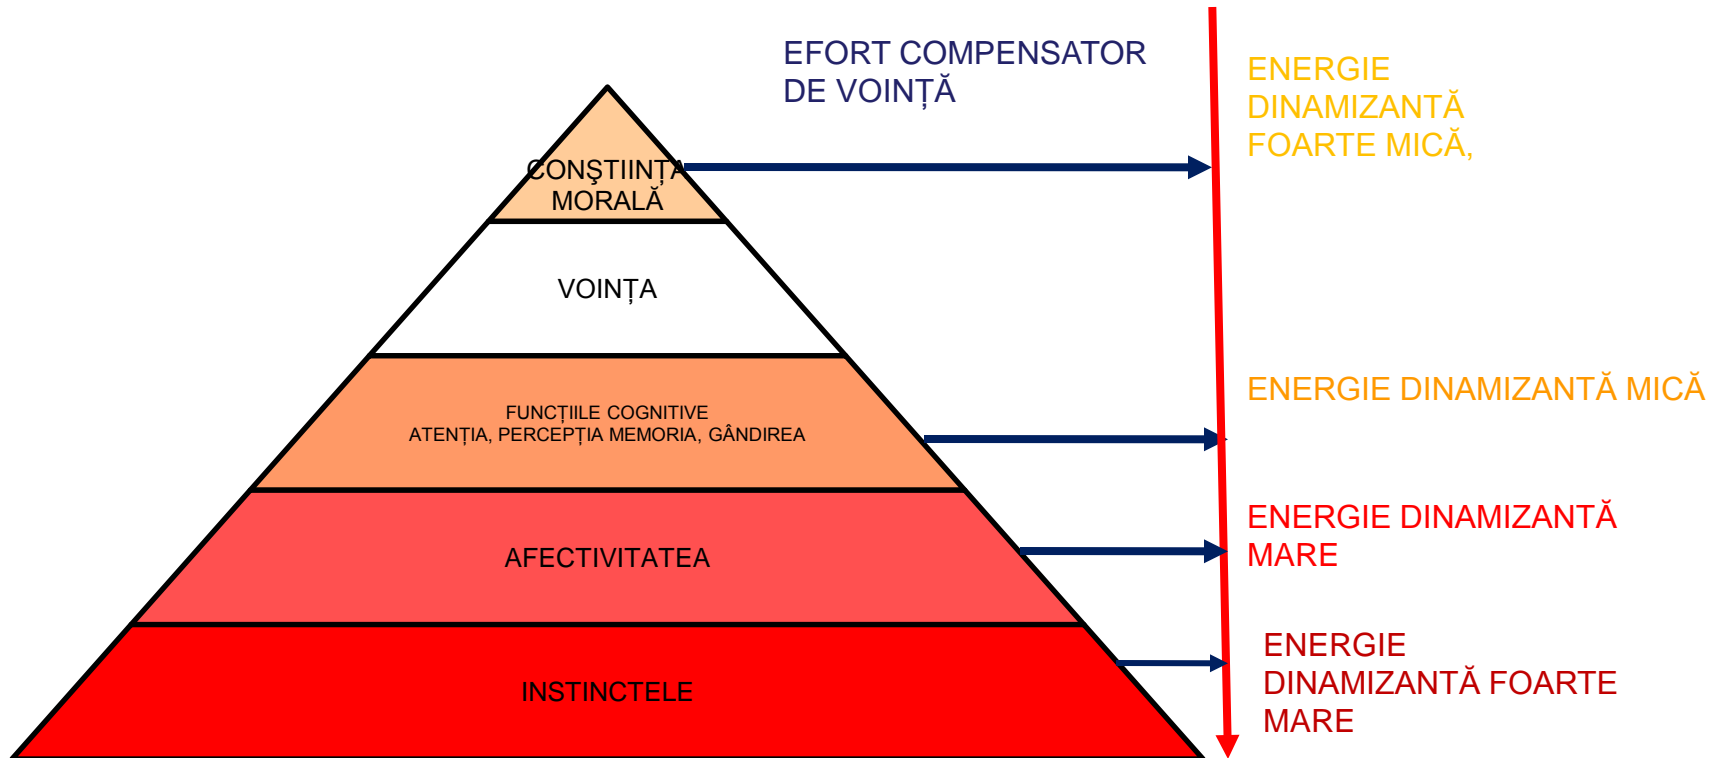 EFORT COMPENSATOR
DE VOINȚĂ
ENERGIE
DINAMIZANTĂ
FOARTE MICĂ,
CONŞTIINȚA
MORALĂ
VOINȚA
FUNCȚIILE COGNITIVE
ATENȚIA, PERCEPȚIA MEMORIA, GÂNDIREA
ENERGIE DINAMIZANTĂ MICĂ
AFECTIVITATEA
ENERGIE DINAMIZANTĂ
MARE
INSTINCTELE
ENERGIE
DINAMIZANTĂ FOARTE
MARE